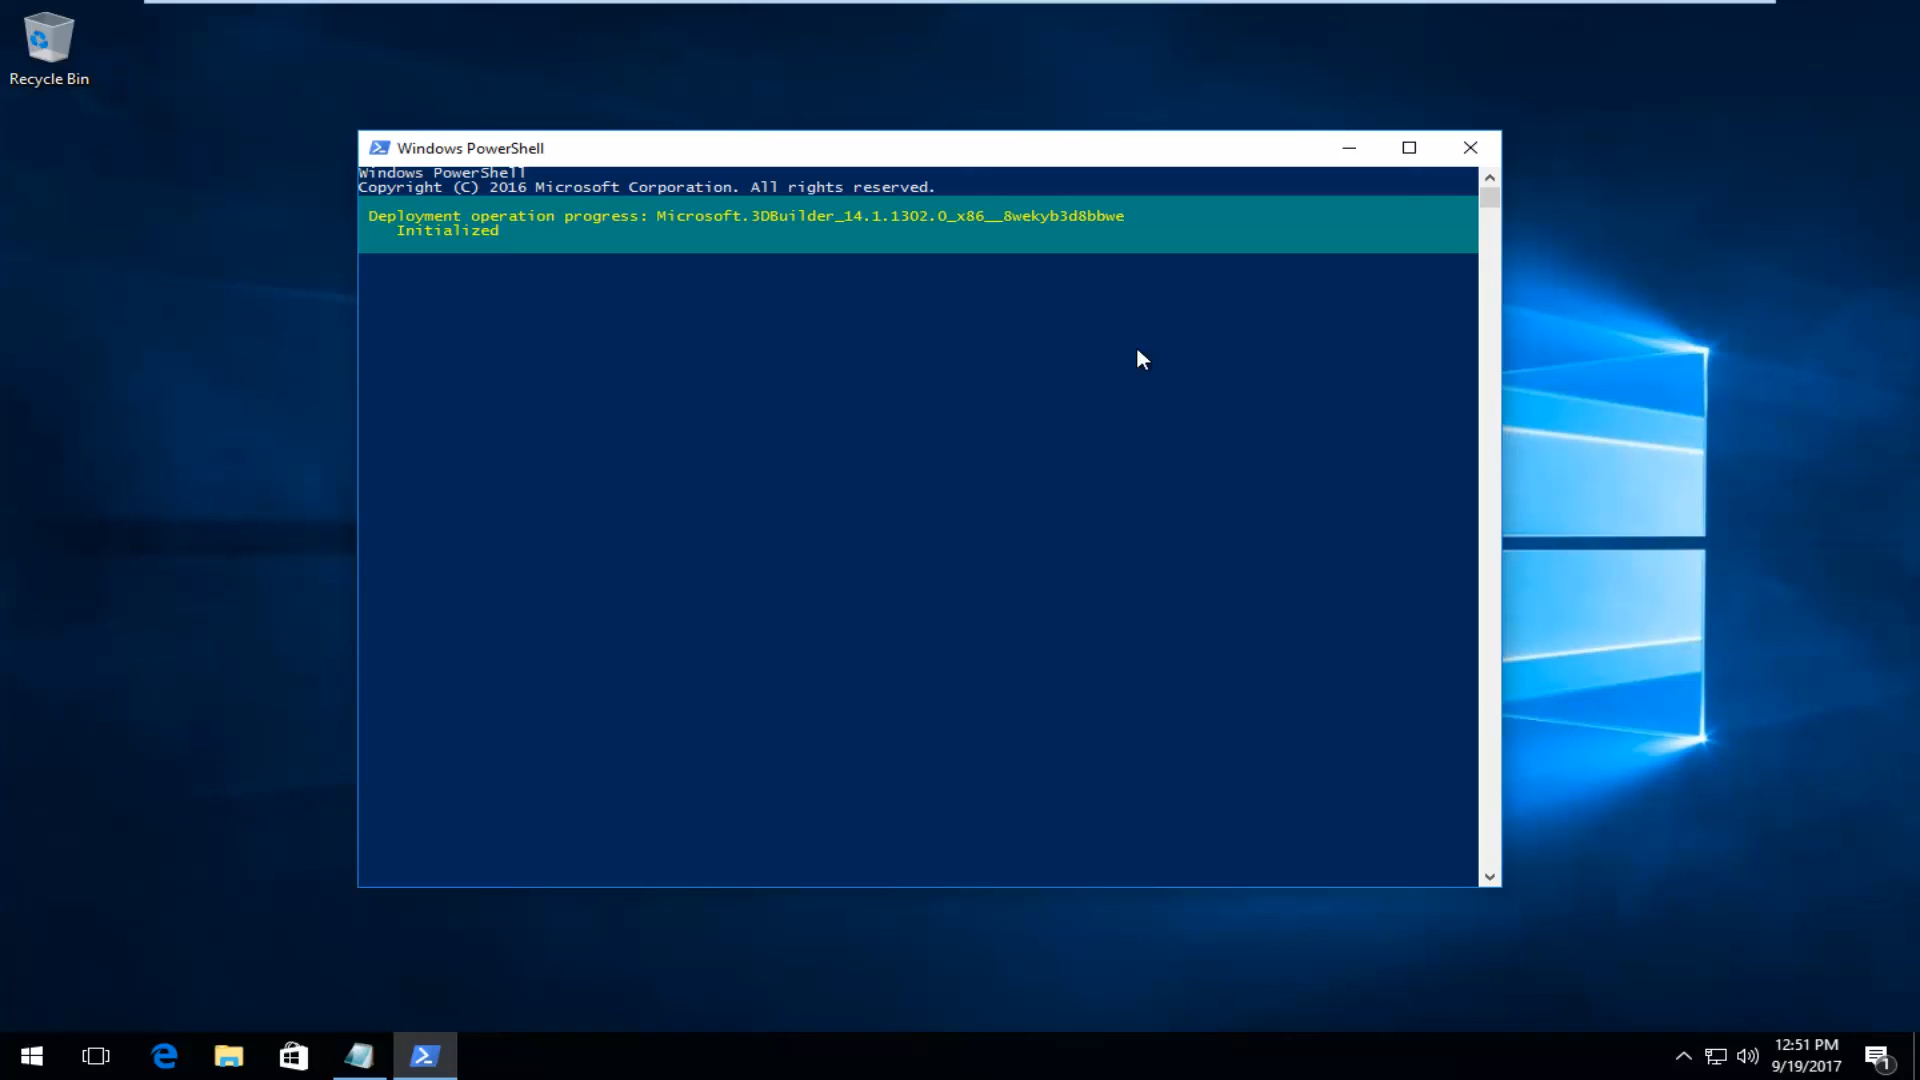 Recycle Bin
Windows PowerShell
Windows PowerShell
Copyright (C) 2016 Microsoft Corporation. All rights reserved.
Deployment operation progress: Microsoft.3DBuilder_14.1.1302.0_x86__8wekyb3d8bbwe
Initialized
12:51 PM
9/19/2017
1